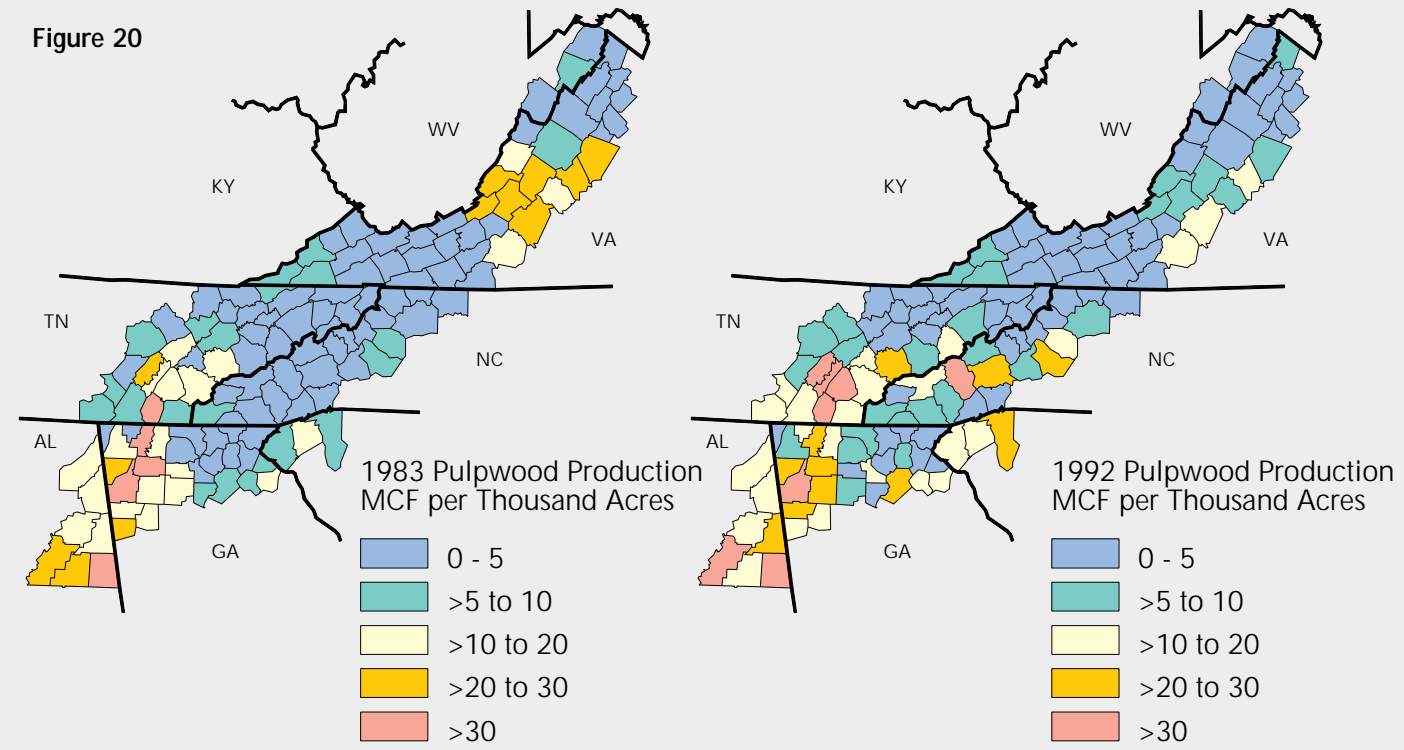 Figure 20
WV
KY
VA
TN
NC
AL
GA
1983 Pulpwood Production
MCF per Thousand Acres
0 - 5
>5 to 10
>10 to 20
>20 to 30
>30
WV
KY
VA
TN
NC
AL
GA
1992 Pulpwood Production
MCF per Thousand Acres
0 - 5
>5 to 10
>10 to 20
>20 to 30
>30